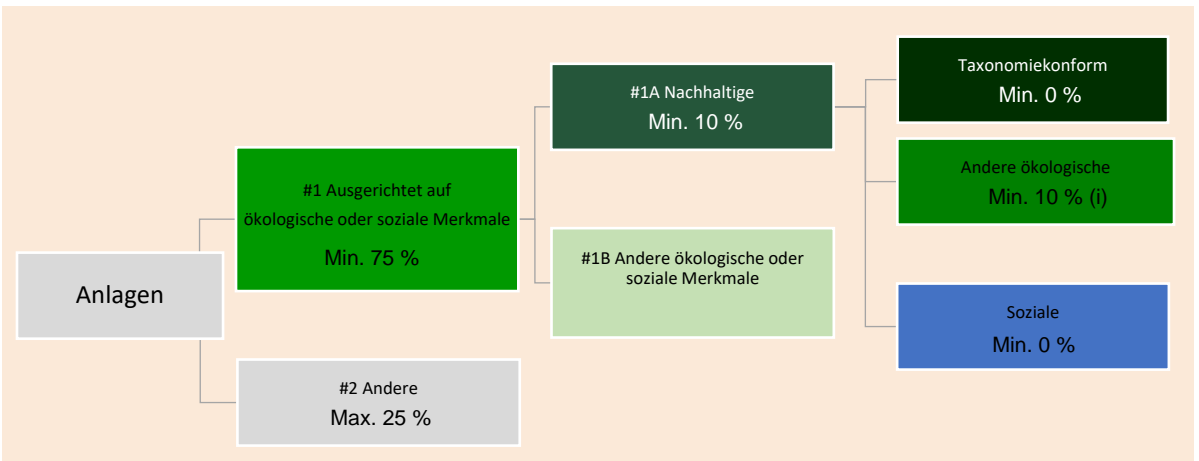 Anlagen
#1 Ausgerichtet auf
ökologische oder soziale Merkmale
Min. 75 %
#2 Andere
Max. 25 %
#1A Nachhaltige
Min. 10 %
#1B Andere ökologische oder
soziale Merkmale
Taxonomiekonform
Min. 0 %
Andere ökologische
Min. 10 % (i)
Soziale
Min. 0 %